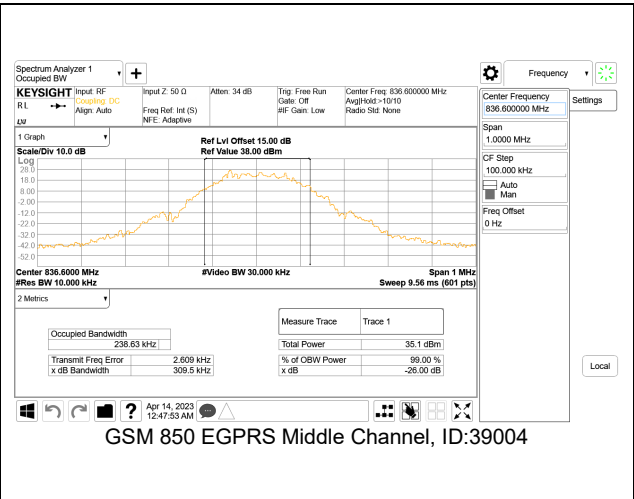 Spectrum Analyzer 1
Occupied BW
Frequency
KEYSIGHT
Input: RF
Input Z: 50 Ω
Atten: 34 dB
Trig: Free Run
Center Freq: 836.600000 MHz
RL
Coupling: DC
Gate: Off
Avg|Hold:>10/10
Align: Auto
Freq Ref: Int (S)
#IF Gain: Low
Radio Std: None
NFE: Adaptive
Center Frequency
836.600000 MHz
Settings
Span
1.0000 MHz
CF Step
100.000 kHz
Auto
Man
Freq Offset
0 Hz
Local
1 Graph
Ref Lvl Offset 15.00 dB
Scale/Div 10.0 dB
Ref Value 38.00 dBm
Log
28.0
18.0
8.00
-2.00
-12.0
-22.0
-32.0
-42.0
-52.0
Center 836.6000 MHz
#Video BW 30.000 kHz
Span 1 MHz
#Res BW 10.000 kHz
Sweep 9.56 ms (601 pts)
2 Metrics
Measure Trace
Trace 1
Occupied Bandwidth
238.63 kHz
Total Power
35.1 dBm
Transmit Freq Error
2.609 kHz
% of OBW Power
99.00 %
x dB Bandwidth
309.5 kHz
x dB
-26.00 dB
?
Apr 14, 2023
12:47:53 AM
GSM 850 EGPRS Middle Channel, ID:39004